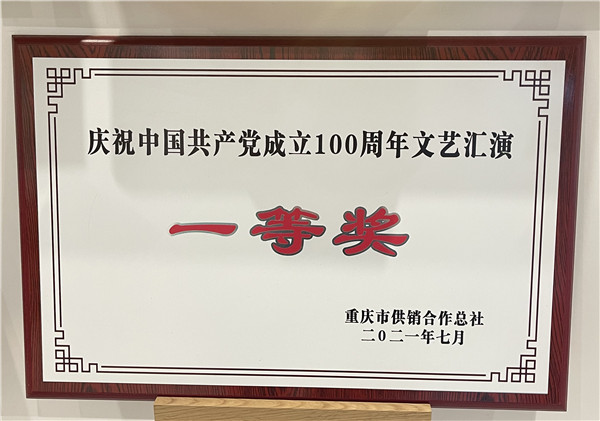 庆祝中国共产党成立100周年文艺汇演
一等奖
重庆市供销合作总社
二〇二一年七月